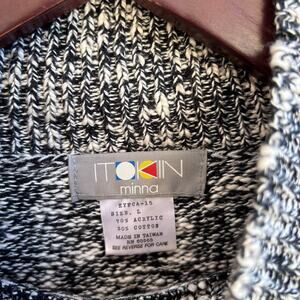 ITOKIN
minna
SIZE. L
70% ACRYLIC
30% COTTON
MADE IN TAIWAN
SEE REVERSE FOR CARE